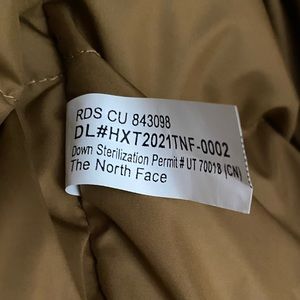 RDS CU 843098
DL#HXT2021TNF-0002
Down Sterilization Permit # UT 70018 (CN)
The North Face